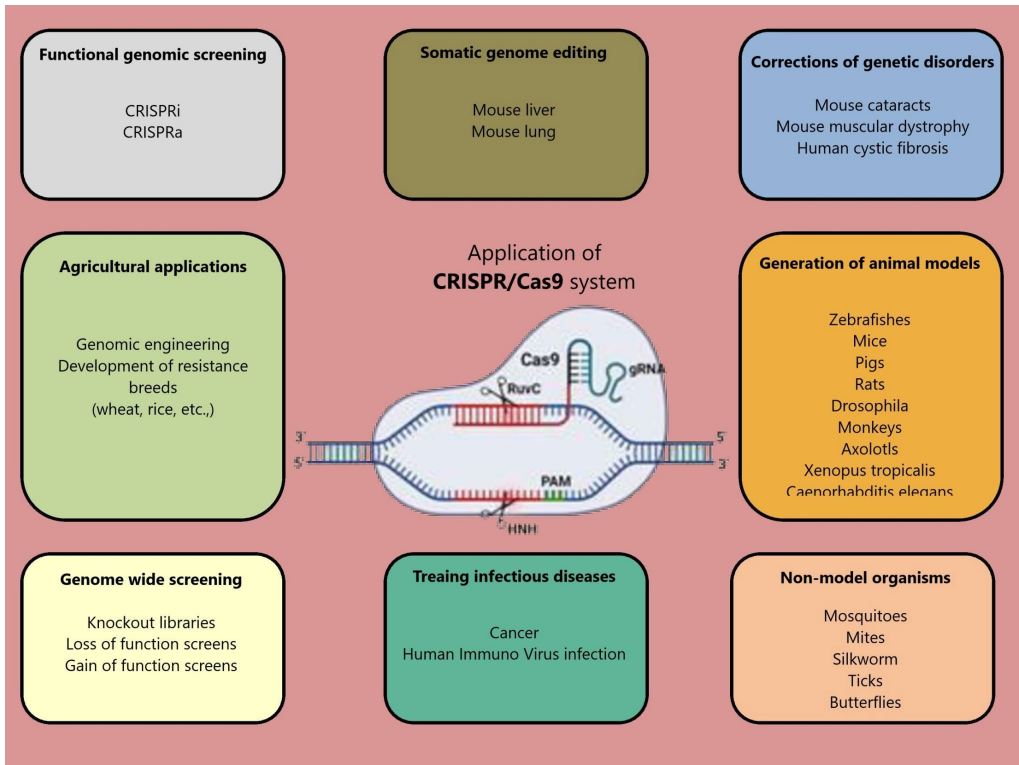 Functional genomic screening
CRISPRi
CRISPRa
Somatic genome editing
Mouse liver
Mouse lung
Corrections of genetic disorders
Mouse cataracts
Mouse muscular dystrophy
Human cystic fibrosis
Agricultural applications
Genomic engineering
Development of resistance
breeds
(wheat, rice, etc.,)
Application of
CRISPR/Cas9 system
Cas9
gRNA
RuvC
3'
5'
5'
3'
PAM
HNH
Generation of animal models
Zebrafishes
Mice
Pigs
Rats
Drosophila
Monkeys
Axolotls
Xenopus tropicalis
Caenorhabditis elegans
Genome wide screening
Knockout libraries
Loss of function screens
Gain of function screens
Treaing infectious diseases
Cancer
Human Immuno Virus infection
Non-model organisms
Mosquitoes
Mites
Silkworm
Ticks
Butterflies